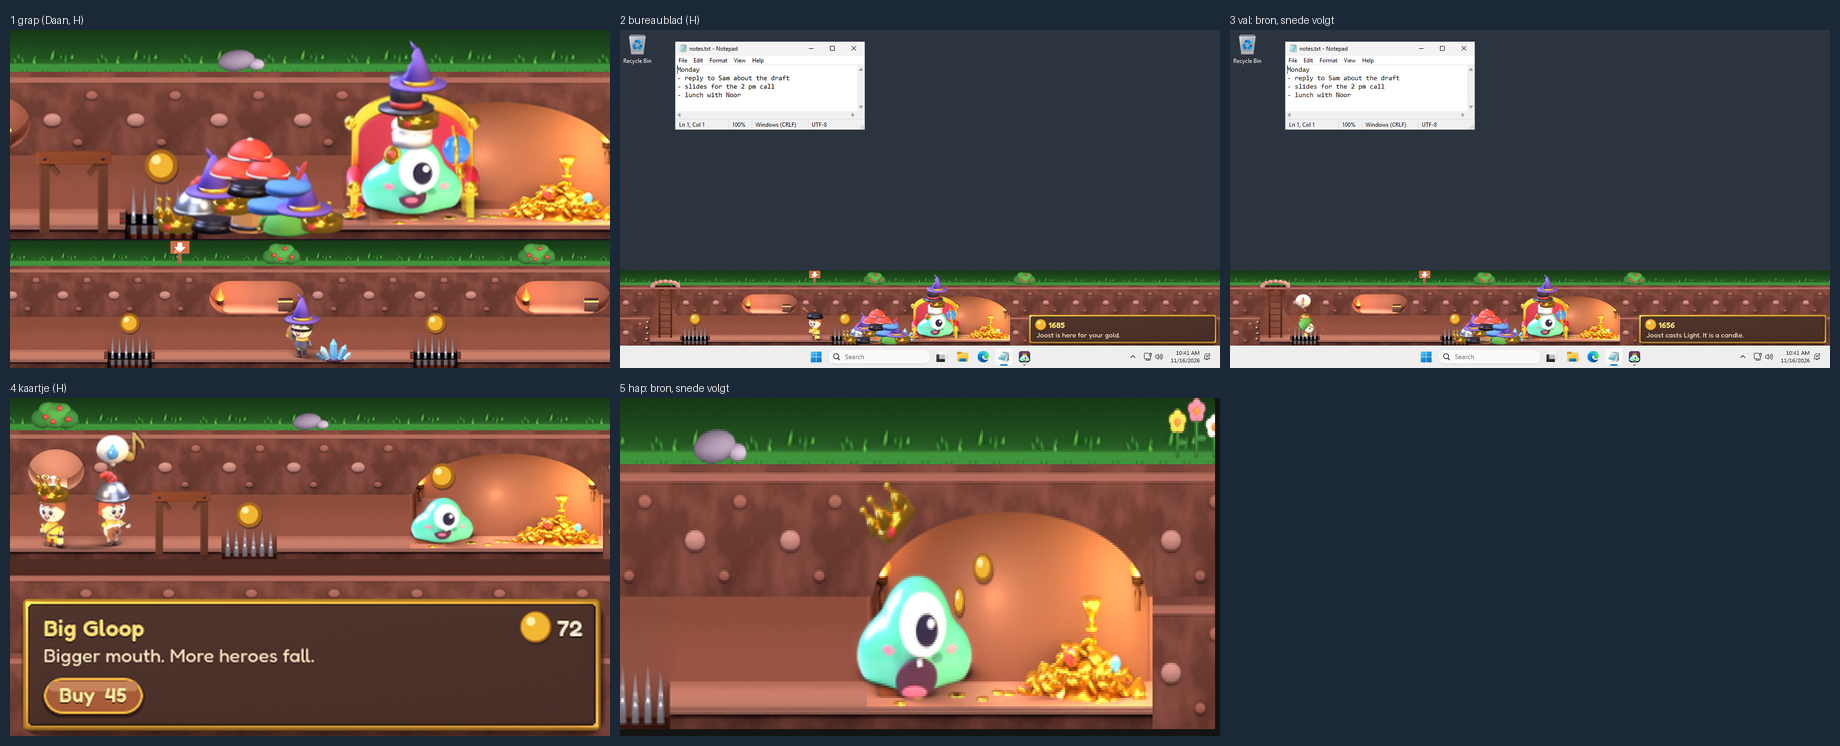 1 grap (Daan, H)
2 bureaublad (H)
Recycle Bin
notes.txt - Notepad
File Edit Format View Help
Monday
- reply to Sam about the draft
- slides for the 2 pm call
- lunch with Noor
Ln 1, Col 1 100% Windows (CRLF) UTF-8
1685
Joost is here for your gold.
Search
10:41 AM
11/16/2026
3 val: bron, snede volgt
Recycle Bin
notes.txt - Notepad
File Edit Format View Help
Monday
- reply to Sam about the draft
- slides for the 2 pm call
- lunch with Noor
Ln 1, Col 1 100% Windows (CRLF) UTF-8
1656
Joost casts Light. It is a candle.
Search
10:41 AM
11/16/2026
4 kaartje (H)
Big Gloop
72
Bigger mouth. More heroes fall.
Buy 45
5 hap: bron, snede volgt